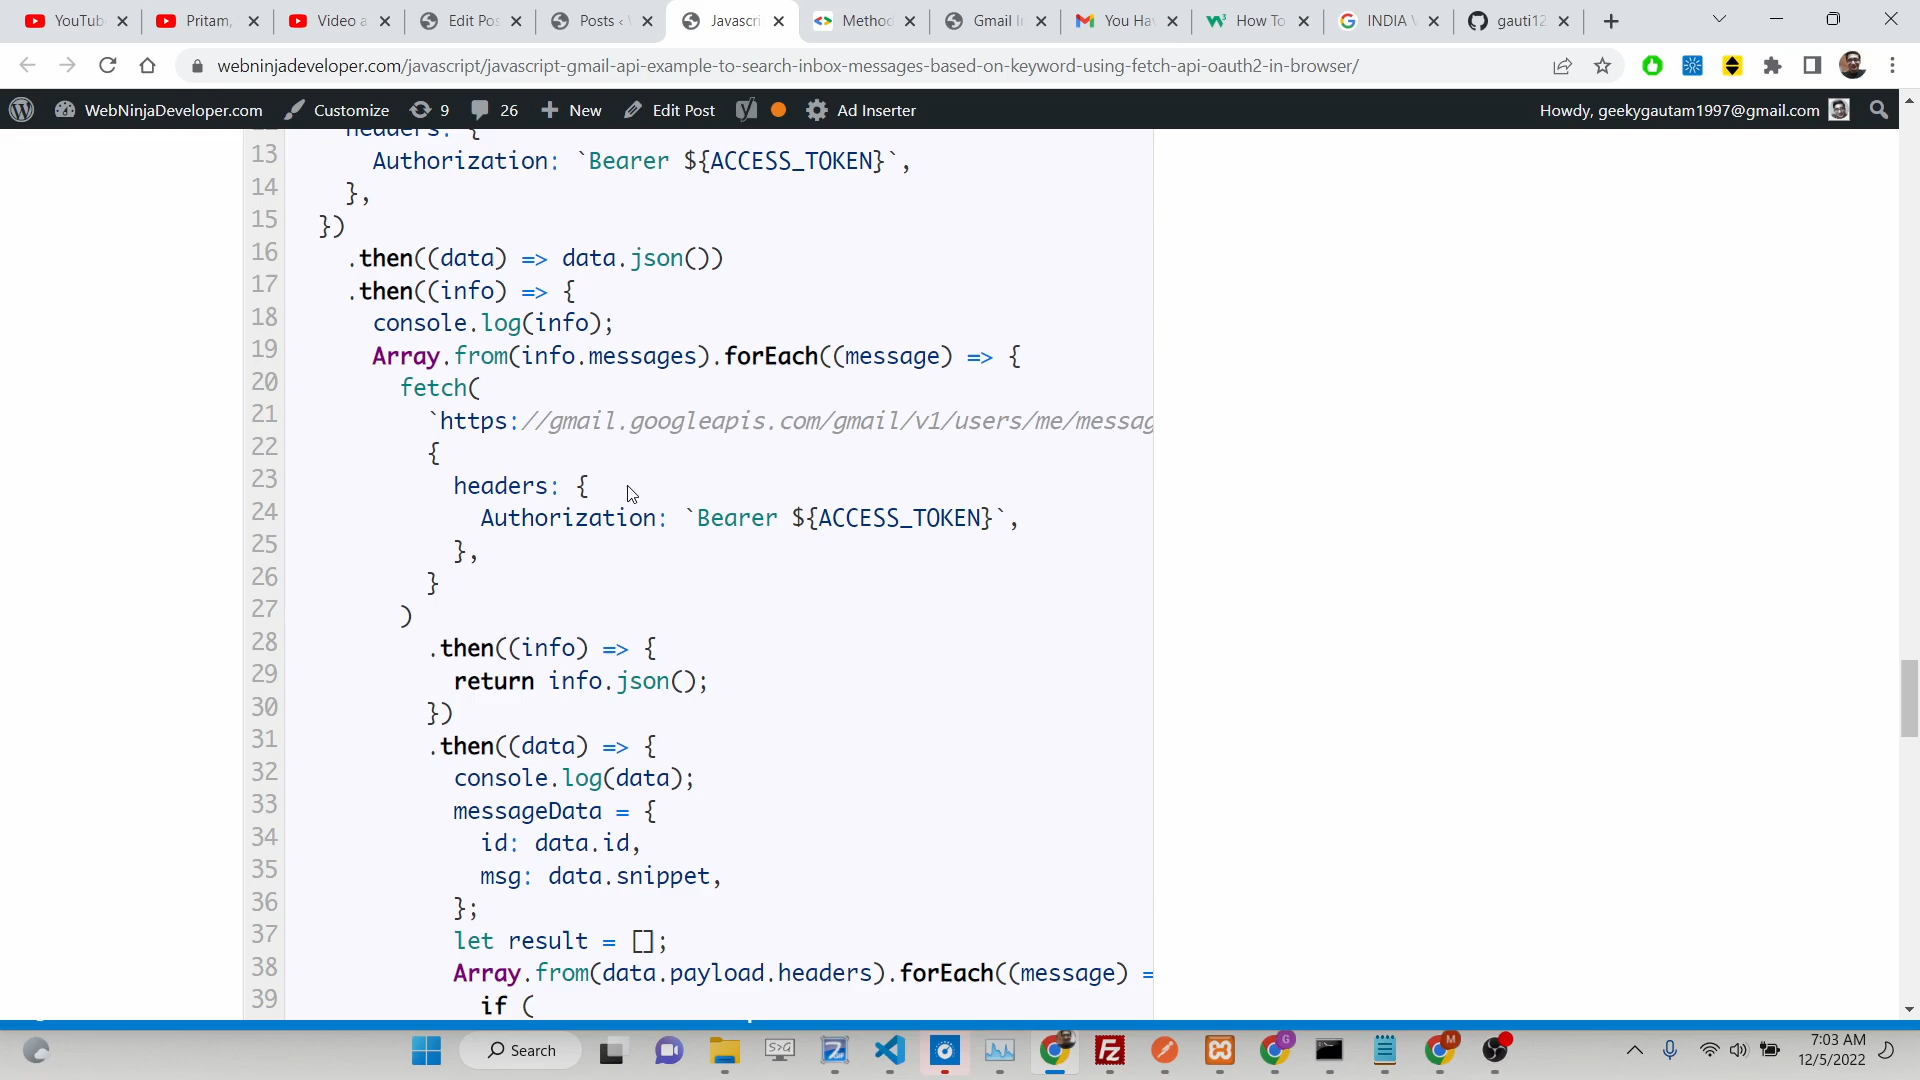 YouTub
Pritam,
Video a
Edit Pos
Posts ‹
Javascri
Method
Gmail I
You Hav
How To
INDIA
gauti12
webninjadeveloper.com/javascript/javascript-gmail-api-example-to-search-inbox-messages-based-on-keyword-using-fetch-api-oauth2-in-browser/
WebNinjaDeveloper.com Customize 9 26 New Edit Post Ad Inserter Howdy, geekygautam1997@gmail.com
headers: {
13 Authorization: `Bearer ${ACCESS_TOKEN}`,
14 },
15 })
16 .then((data) => data.json())
17 .then((info) => {
18 console.log(info);
19 Array.from(info.messages).forEach((message) => {
20 fetch(
21 `https://gmail.googleapis.com/gmail/v1/users/me/messag
22 {
23 headers: {
24 Authorization: `Bearer ${ACCESS_TOKEN}`,
25 },
26 }
27 )
28 .then((info) => {
29 return info.json();
30 })
31 .then((data) => {
32 console.log(data);
33 messageData = {
34 id: data.id,
35 msg: data.snippet,
36 };
37 let result = [];
38 Array.from(data.payload.headers).forEach((message) =
39 if (
Search
7:03 AM
12/5/2022